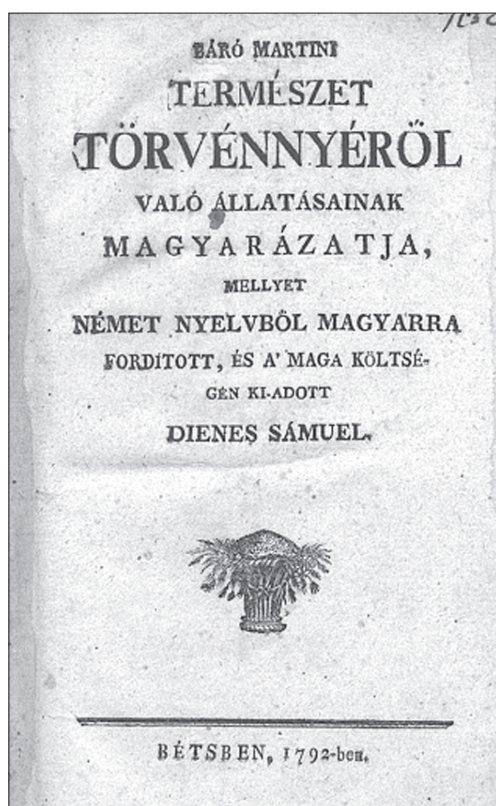 BÁRÓ MARTINI
TERMÉSZET
TÖRVÉNNYÉRŐL
VALÓ ÁLLATÁSAINAK
MAGYARÁZATJA,
MELLYET
NÉMET NYELVBŐL MAGYARRA
FORDÍTOTT, ÉS A' MAGA KÖLTSÉ-
GÉN KI-ADOTT
DIENES SÁMUEL.
BÉTSBEN, 1792-ben.